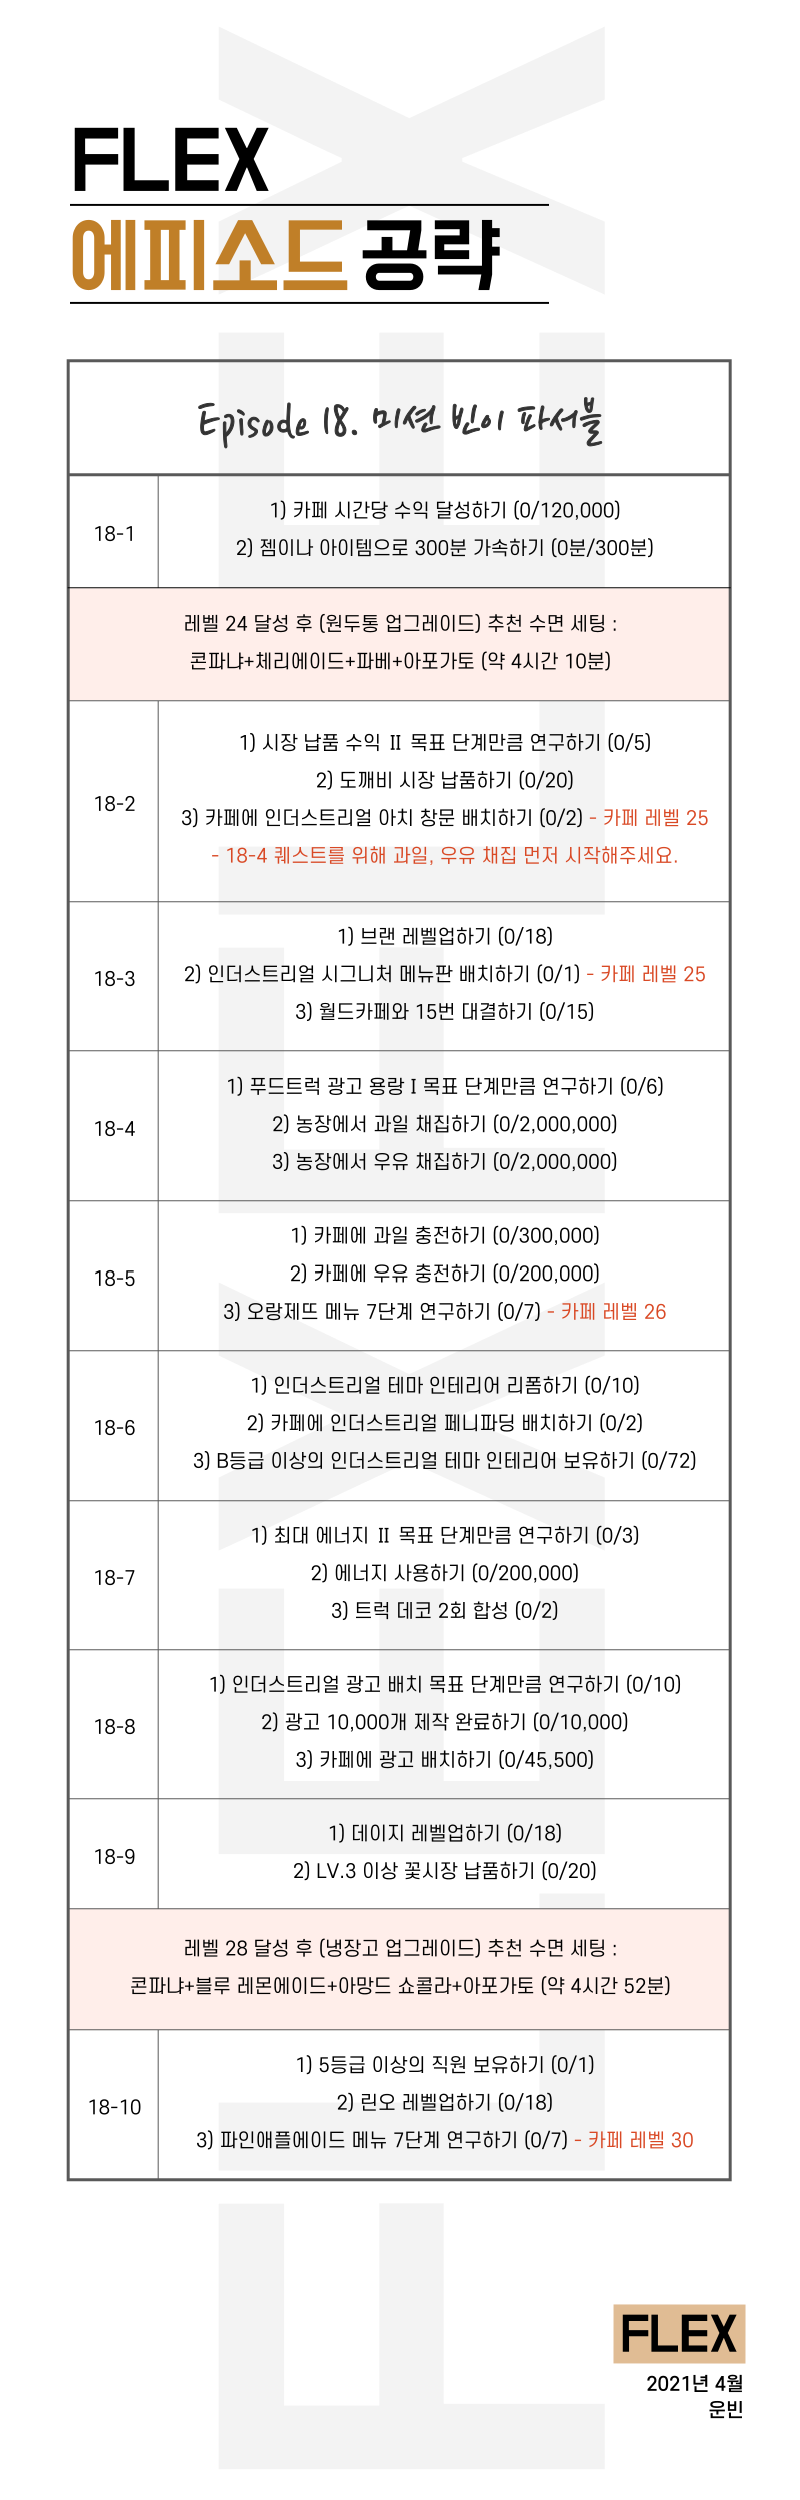 FLEX
에피소드 공략
Episode 18. 미션 빈이 파서블
18-1
1) 카페 시간당 수익 달성하기 (0/120,000)
2) 젬이나 아이템으로 300분 가속하기 (0분/300분)
레벨 24 달성 후 (원두통 업그레이드) 추천 수면 세팅 :
콘파냐+체리에이드+파베+아포가토 (약 4시간 10분)
18-2
1) 시장 납품 수익 Ⅱ 목표 단계만큼 연구하기 (0/5)
2) 도깨비 시장 납품하기 (0/20)
3) 카페에 인더스트리얼 아치 창문 배치하기 (0/2) - 카페 레벨 25
- 18-4 퀘스트를 위해 과일, 우유 채집 먼저 시작해주세요.
18-3
1) 브랜 레벨업하기 (0/18)
2) 인더스트리얼 시그니처 메뉴판 배치하기 (0/1) - 카페 레벨 25
3) 월드카페와 15번 대결하기 (0/15)
18-4
1) 푸드트럭 광고 용량 I 목표 단계만큼 연구하기 (0/6)
2) 농장에서 과일 채집하기 (0/2,000,000)
3) 농장에서 우유 채집하기 (0/2,000,000)
18-5
1) 카페에 과일 충전하기 (0/300,000)
2) 카페에 우유 충전하기 (0/200,000)
3) 오랑제뜨 메뉴 7단계 연구하기 (0/7) - 카페 레벨 26
18-6
1) 인더스트리얼 테마 인테리어 리폼하기 (0/10)
2) 카페에 인더스트리얼 페니파딩 배치하기 (0/2)
3) B등급 이상의 인더스트리얼 테마 인테리어 보유하기 (0/72)
18-7
1) 최대 에너지 Ⅱ 목표 단계만큼 연구하기 (0/3)
2) 에너지 사용하기 (0/200,000)
3) 트럭 데코 2회 합성 (0/2)
18-8
1) 인더스트리얼 광고 배치 목표 단계만큼 연구하기 (0/10)
2) 광고 10,000개 제작 완료하기 (0/10,000)
3) 카페에 광고 배치하기 (0/45,500)
18-9
1) 데이지 레벨업하기 (0/18)
2) LV.3 이상 꽃시장 납품하기 (0/20)
레벨 28 달성 후 (냉장고 업그레이드) 추천 수면 세팅 :
콘파냐+블루 레몬에이드+아망드 쇼콜라+아포가토 (약 4시간 52분)
18-10
1) 5등급 이상의 직원 보유하기 (0/1)
2) 린오 레벨업하기 (0/18)
3) 파인애플에이드 메뉴 7단계 연구하기 (0/7) - 카페 레벨 30
FLEX
2021년 4월
운빈
FLEX
FLEX